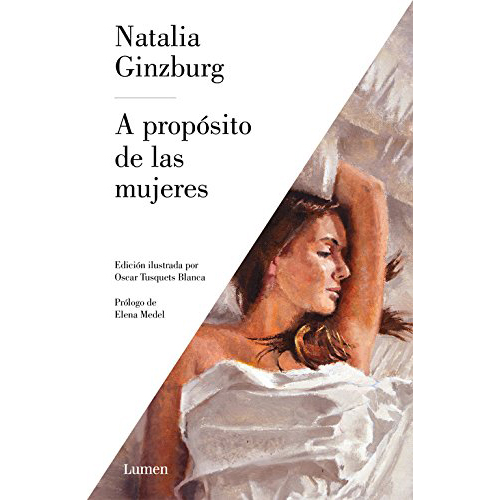 Natalia
Ginzburg
A propósito
de las
mujeres
Edición ilustrada por
Oscar Tusquets Blanca
Prólogo de
Elena Medel
Lumen